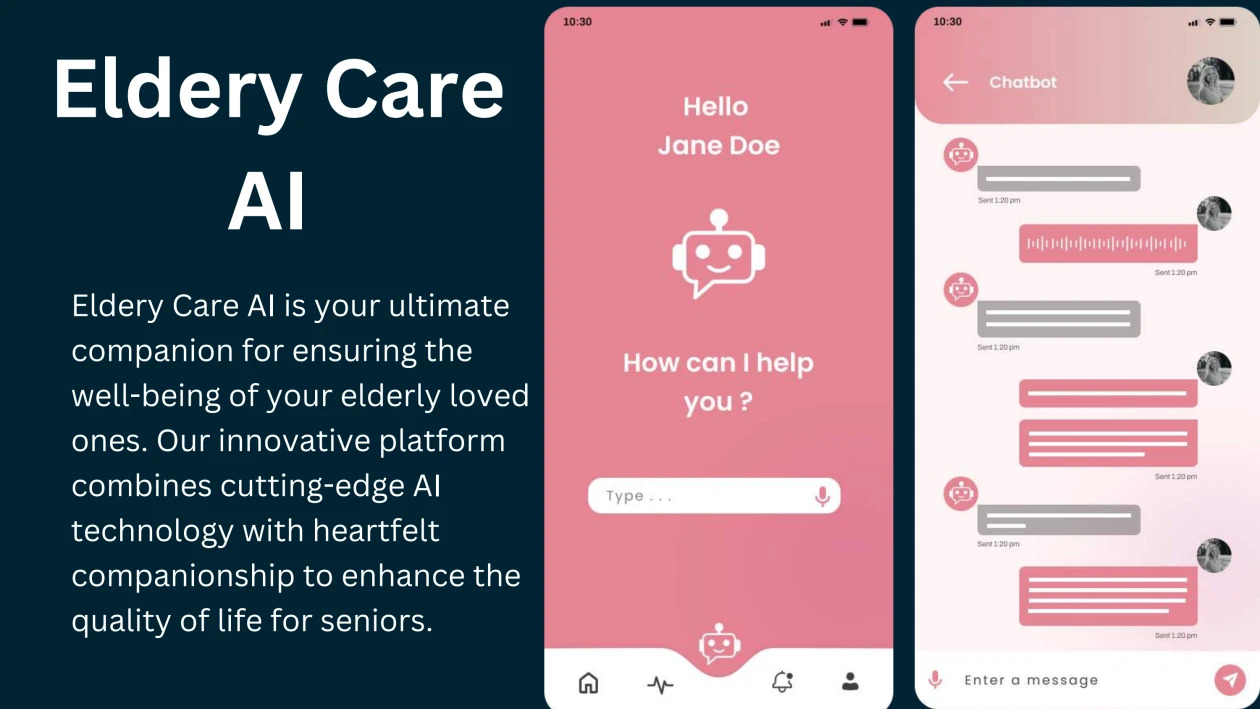 Eldery Care
AI
Eldery Care AI is your ultimate
companion for ensuring the
well-being of your elderly loved
ones. Our innovative platform
combines cutting-edge AI
technology with heartfelt
companionship to enhance the
quality of life for seniors.
10:30
Hello
Jane Doe
How can I help
you ?
Type . . .
10:30
Chatbot
Sent 1:20 pm
Sent 1:20 pm
Sent 1:20 pm
Sent 1:20 pm
Sent 1:20 pm
Sent 1:20 pm
Enter a message